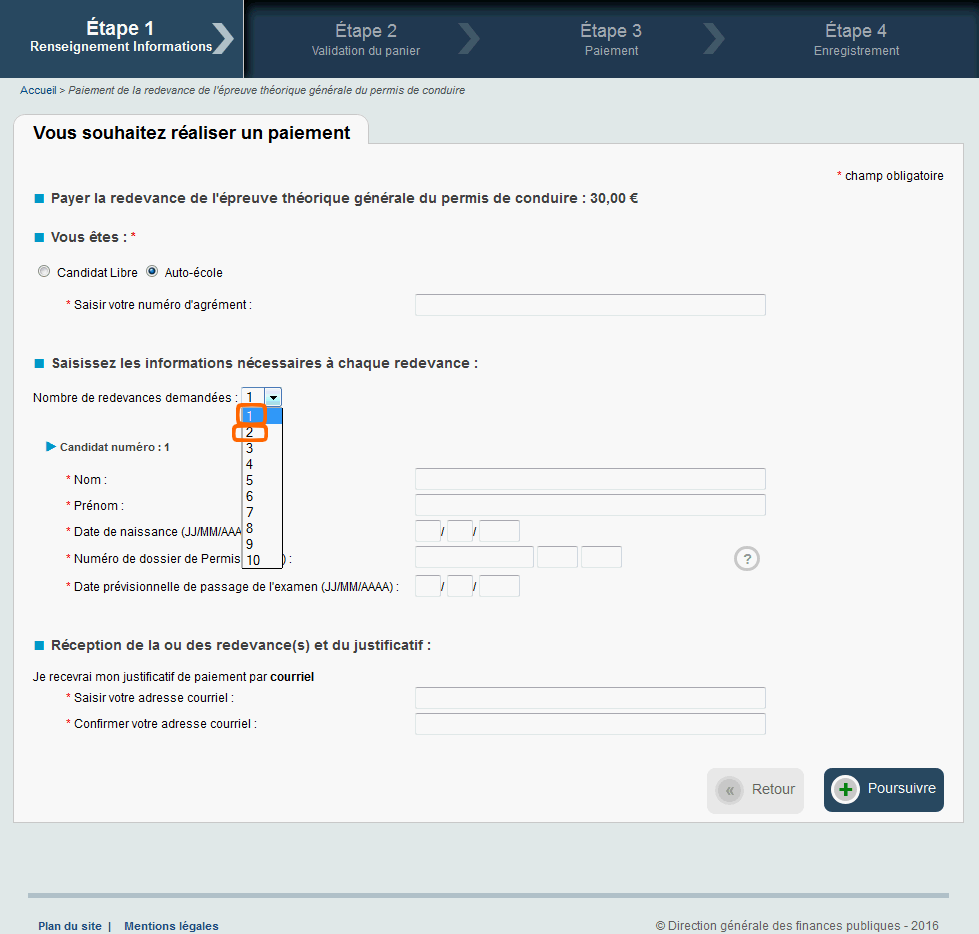 Étape 1
Renseignement Informations
Étape 2
Validation du panier
Étape 3
Paiement
Étape 4
Enregistrement
Accueil > Paiement de la redevance de l'épreuve théorique générale du permis de conduire
Vous souhaitez réaliser un paiement
* champ obligatoire
Payer la redevance de l'épreuve théorique générale du permis de conduire : 30,00 €
Vous êtes : *
Candidat Libre Auto-école
* Saisir votre numéro d'agrément :
Saisissez les informations nécessaires à chaque redevance :
Nombre de redevances demandées : 1
1
2
3
4
5
6
7
8
9
10
Candidat numéro : 1
* Nom :
* Prénom :
* Date de naissance (JJ/MM/AAA / /
* Numéro de dossier de Permis ) : ?
* Date prévisionnelle de passage de l'examen (JJ/MM/AAAA) : / /
Réception de la ou des redevance(s) et du justificatif :
Je recevrai mon justificatif de paiement par courriel
* Saisir votre adresse courriel :
* Confirmer votre adresse courriel :
« Retour
+ Poursuivre
Plan du site | Mentions légales
© Direction générale des finances publiques - 2016